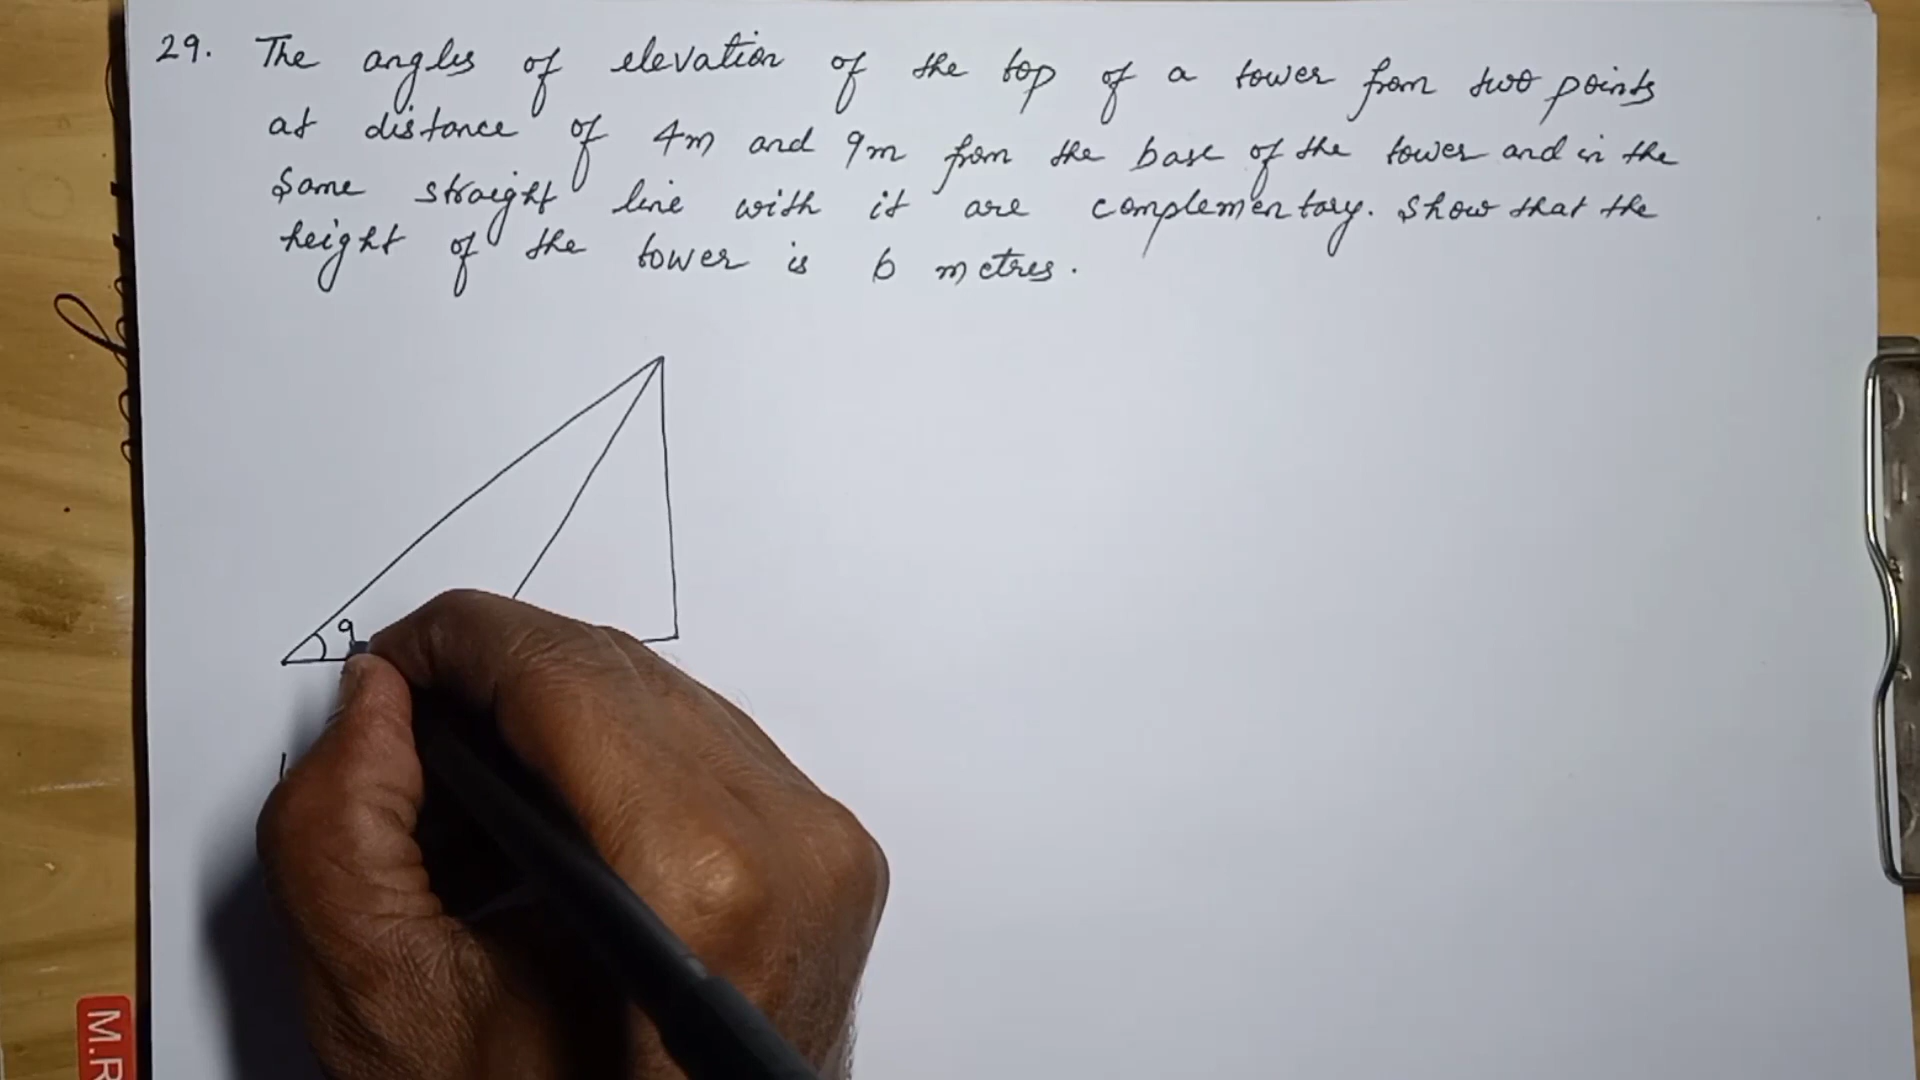 29. The angles of elevation of the top of a tower from two points
at distance of 4m and 9m from the base of the tower and in the
Same straight line with it are complementary. Show that the
height of the tower is 6 metres.
9
M.R